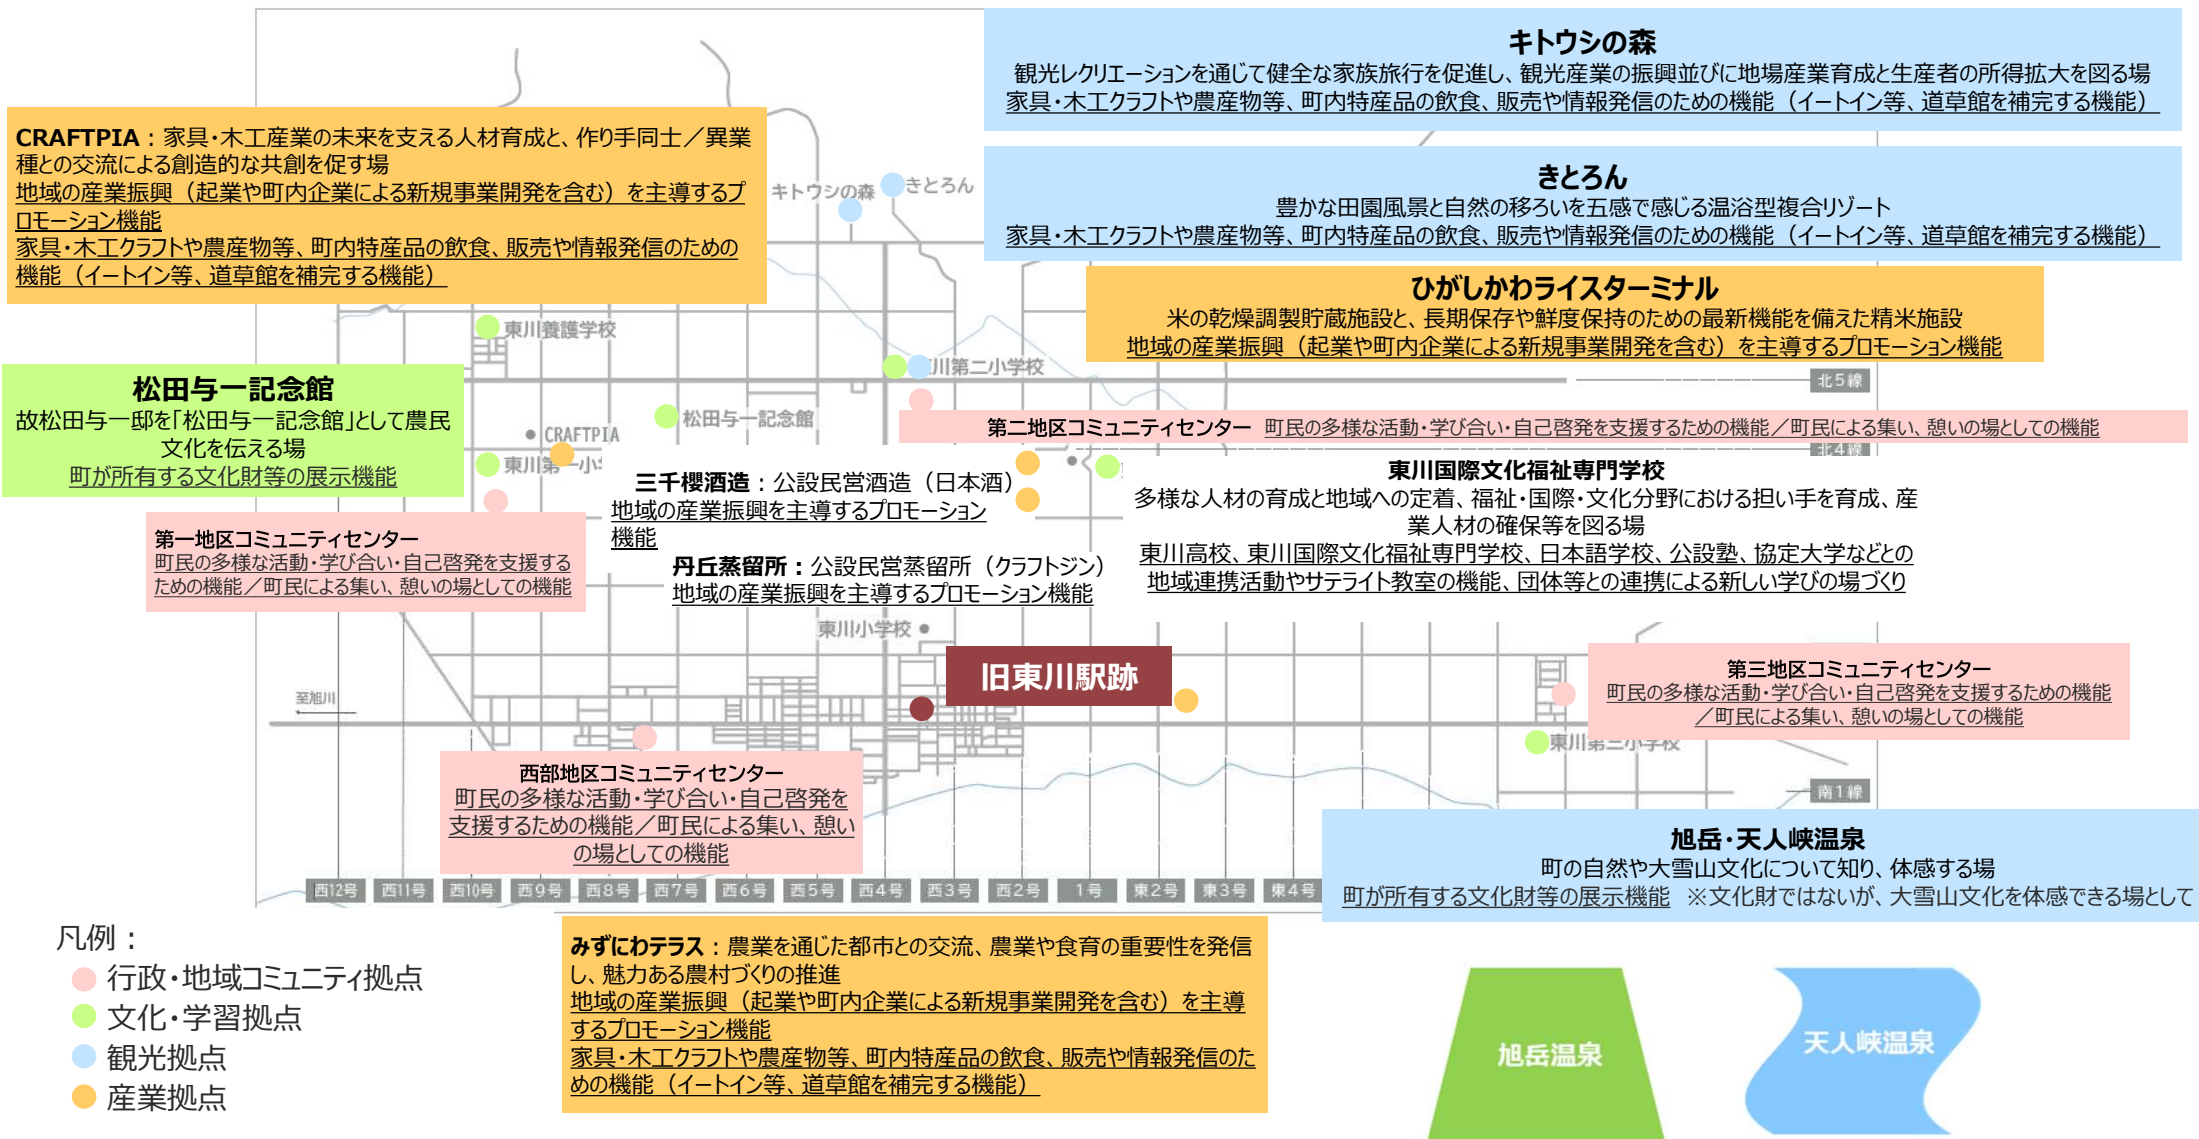 キトウシの森
観光レクリエーションを通じて健全な家族旅行を促進し、観光産業の振興並びに地場産業育成と生産者の所得拡大を図る場
家具・木工クラフトや農産物等、町内特産品の飲食、販売や情報発信のための機能（イートイン等、道草館を補完する機能）
CRAFTPIA：家具・木工産業の未来を支える人材育成と、作り手同士／異業
種との交流による創造的な共創を促す場
地域の産業振興（起業や町内企業による新規事業開発を含む）を主導するプ
ロモーション機能
家具・木工クラフトや農産物等、町内特産品の飲食、販売や情報発信のための
機能（イートイン等、道草館を補完する機能）
キトウシの森
きとろん
きとろん
豊かな田園風景と自然の移ろいを五感で感じる温浴型複合リゾート
家具・木工クラフトや農産物等、町内特産品の飲食、販売や情報発信のための機能（イートイン等、道草館を補完する機能）
ひがしかわライスターミナル
米の乾燥調製貯蔵施設と、長期保存や鮮度保持のための最新機能を備えた精米施設
地域の産業振興（起業や町内企業による新規事業開発を含む）を主導するプロモーション機能
東川養護学校
川第二小学校
北5線
松田与一記念館
故松田与一邸を「松田与一記念館」として農民
文化を伝える場
町が所有する文化財等の展示機能
松田与一記念館
CRAFTPIA
東川第一小
第二地区コミュニティセンター 町民の多様な活動・学び合い・自己啓発を支援するための機能／町民による集い、憩いの場としての機能
北4線
三千櫻酒造：公設民営酒造（日本酒）
地域の産業振興を主導するプロモーション
機能
丹丘蒸留所：公設民営蒸留所（クラフトジン）
地域の産業振興を主導するプロモーション機能
東川国際文化福祉専門学校
多様な人材の育成と地域への定着、福祉・国際・文化分野における担い手を育成、産
業人材の確保等を図る場
東川高校、東川国際文化福祉専門学校、日本語学校、公設塾、協定大学などとの
地域連携活動やサテライト教室の機能、団体等との連携による新しい学びの場づくり
第一地区コミュニティセンター
町民の多様な活動・学び合い・自己啓発を支援する
ための機能／町民による集い、憩いの場としての機能
東川小学校
旧東川駅跡
至旭川
第三地区コミュニティセンター
町民の多様な活動・学び合い・自己啓発を支援するための機能
／町民による集い、憩いの場としての機能
東川第三小学校
西部地区コミュニティセンター
町民の多様な活動・学び合い・自己啓発を
支援するための機能／町民による集い、憩い
の場としての機能
南1線
旭岳・天人峡温泉
町の自然や大雪山文化について知り、体感する場
町が所有する文化財等の展示機能 ※文化財ではないが、大雪山文化を体感できる場として
西12号 西11号 西10号 西9号 西8号 西7号 西6号 西5号 西4号 西3号 西2号 1号 東2号 東3号 東4号
凡例：
行政・地域コミュニティ拠点
文化・学習拠点
観光拠点
産業拠点
みずにわテラス：農業を通じた都市との交流、農業や食育の重要性を発信
し、魅力ある農村づくりの推進
地域の産業振興（起業や町内企業による新規事業開発を含む）を主導
するプロモーション機能
家具・木工クラフトや農産物等、町内特産品の飲食、販売や情報発信のた
めの機能（イートイン等、道草館を補完する機能）
旭岳温泉
天人峡温泉